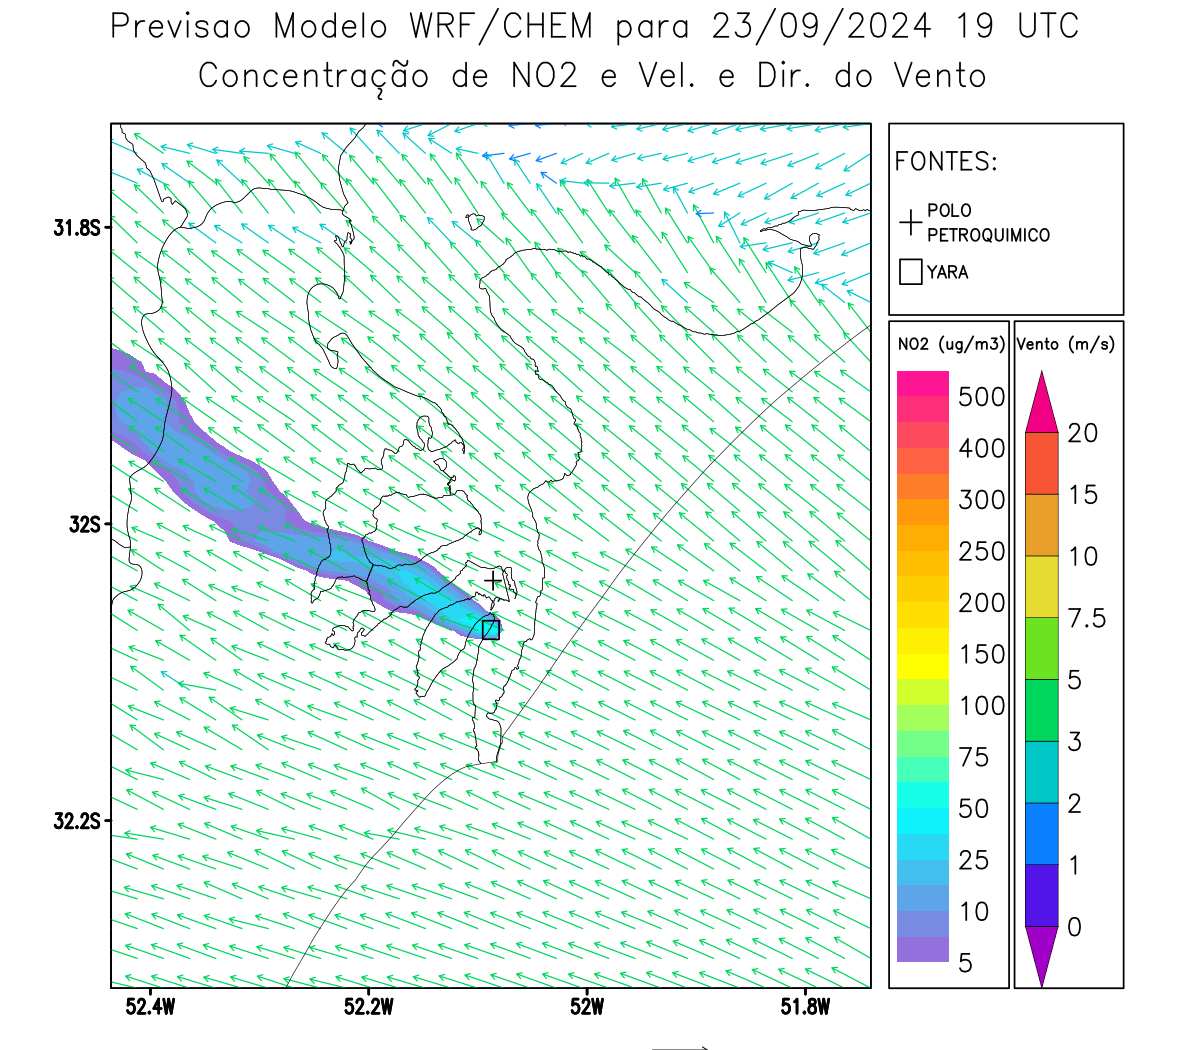 Previsao Modelo WRF/CHEM para 23/09/2024 19 UTC
Concentração de NO2 e Vel. e Dir. do Vento
FONTES:
POLO
PETROQUIMICO
YARA
NO2 (ug/m3)
500
400
300
250
200
150
100
75
50
25
10
5
Vento (m/s)
20
15
10
7.5
5
3
2
1
0
31.8S
32S
32.2S
52.4W
52.2W
52W
51.8W